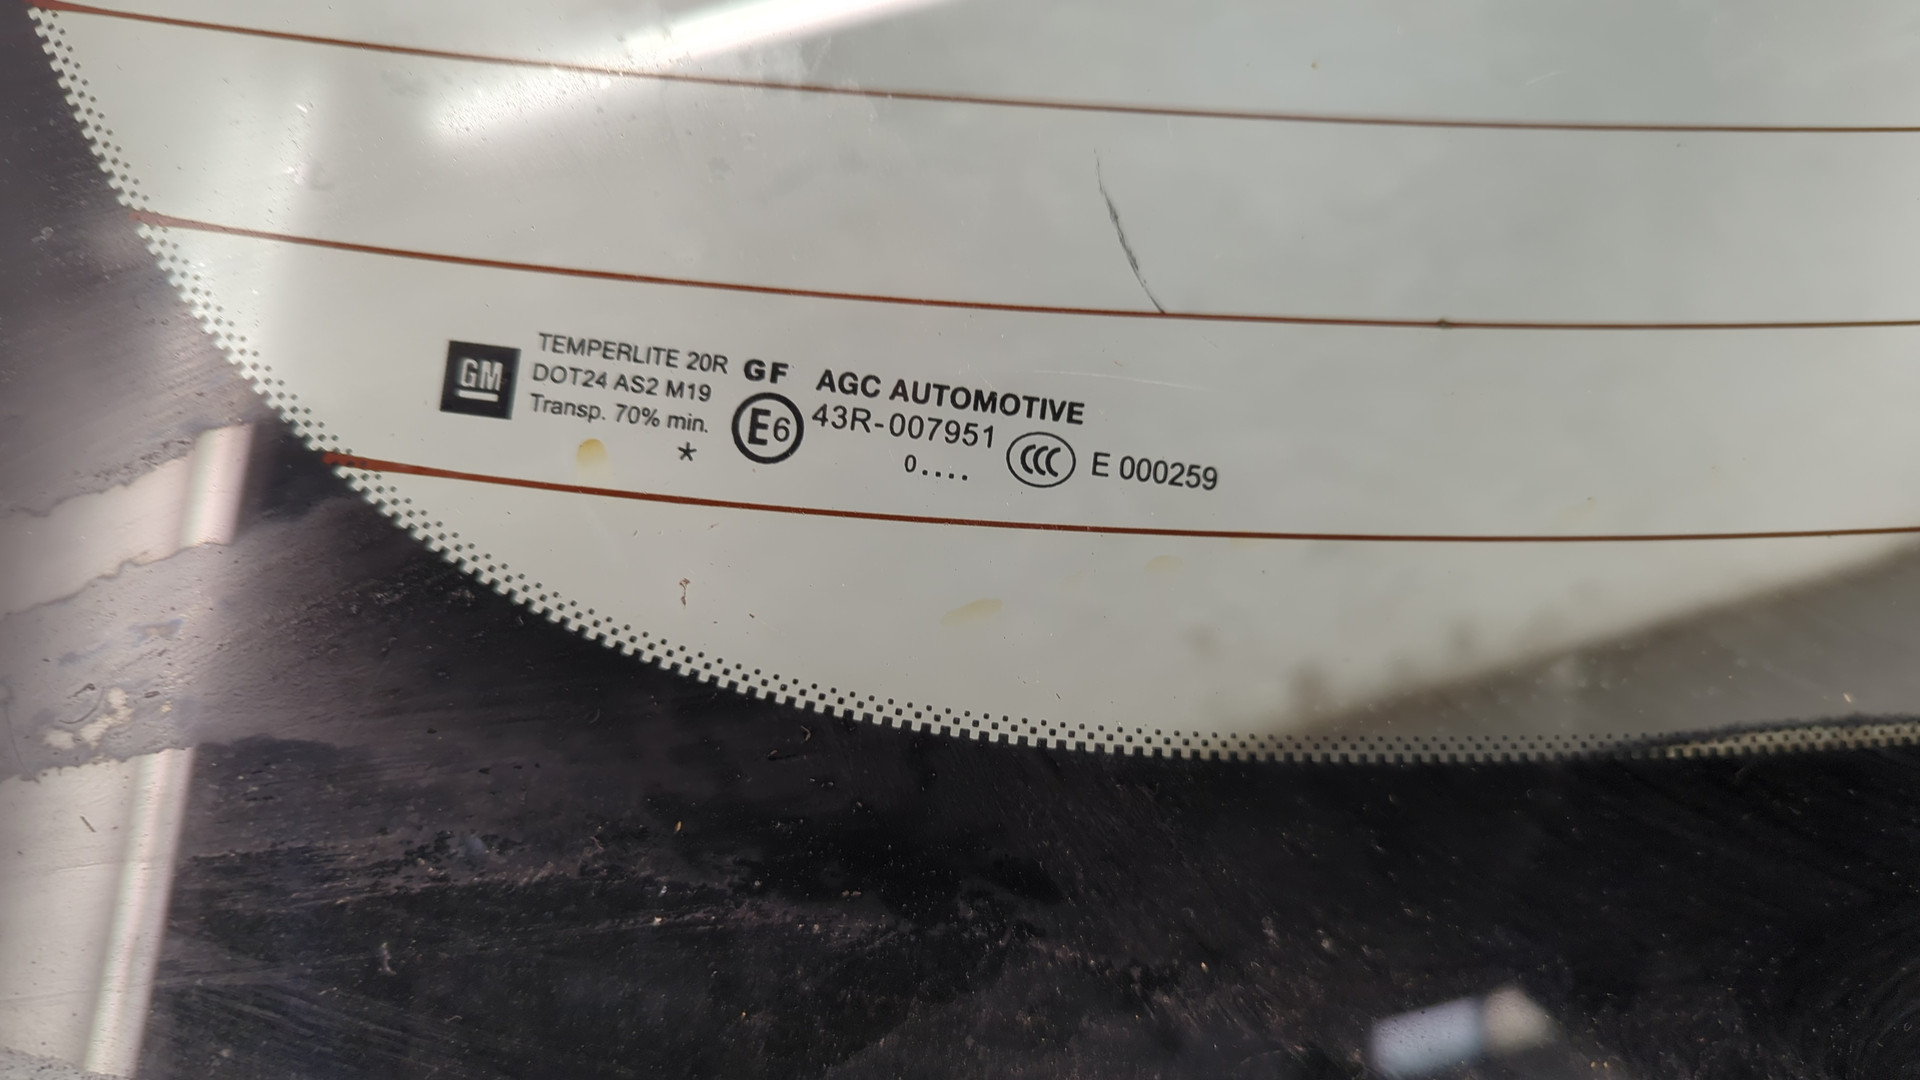 GM
TEMPERLITE 20R GF AGC AUTOMOTIVE
DOT24 AS2 M19
Transp. 70% min.
*
E6 43R-007951
0....
CCC E 000259